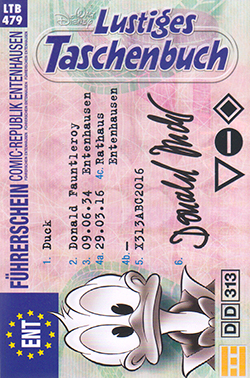 LTB
479
Walt Disney
Lustiges
Taschenbuch
FÜHRERSCHEIN COMIC-REPUBLIK ENTENHAUSEN
1. Duck
2. Donald Fauntleroy
3. 09.06.34 Entenhausen
4a. 29.03.16 4c. Rathaus
Entenhausen
4b.—
5. X313ABC2016
6. Donald Duck
ENT
D D 313